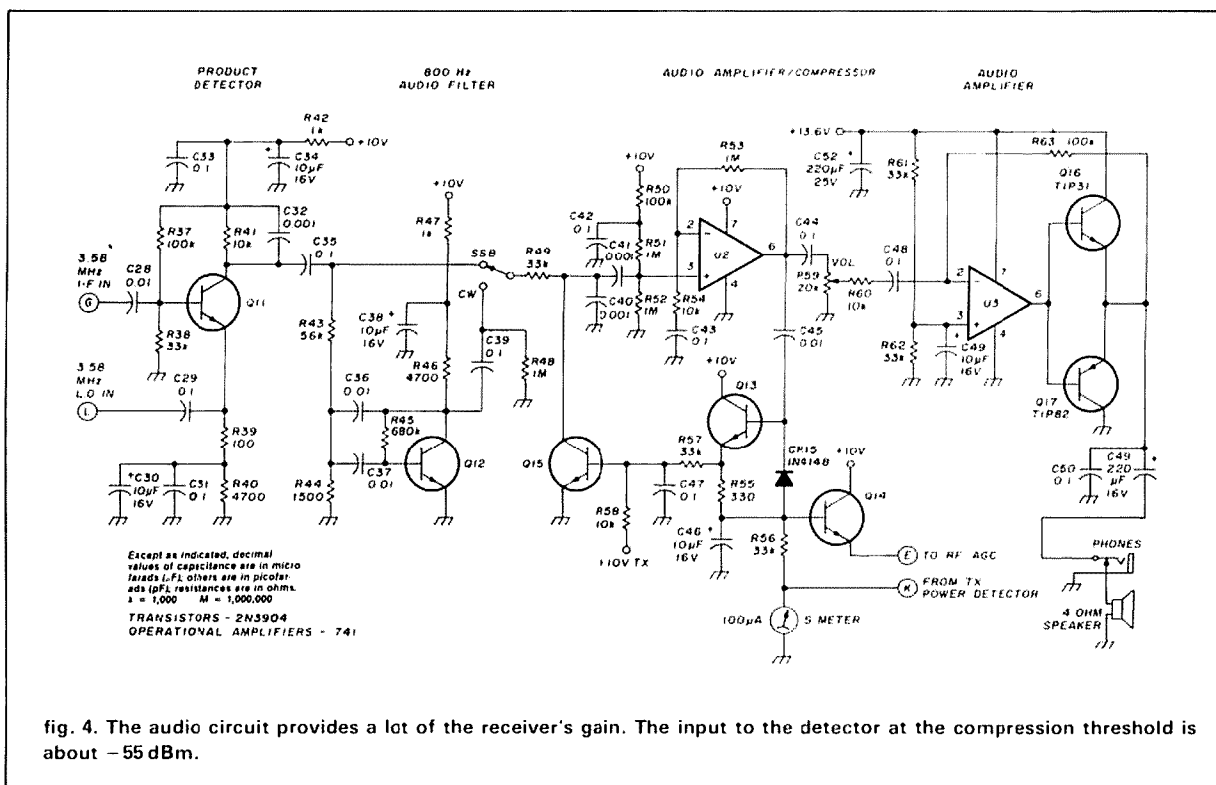 PRODUCT
DETECTOR
800 Hz
AUDIO FILTER
AUDIO AMPLIFIER/COMPRESSOR
AUDIO
AMPLIFIER
R42
1k
+10V
C33
0.1
C34
10µF
16V
C32
0.001
R37
100k
R41
10k
C35
0.1
3.58
MHz
I-F IN
C28
0.01
G
Q11
R38
33k
3.58
MHz
L.O IN
C29
0.1
L
R39
100
C30
10µF
16V
C31
0.1
R40
4700
+10V
R47
1k
SSB
CW
R43
56k
C38
10µF
16V
C39
0.1
R48
1M
R46
4700
C36
0.01
R45
680k
C37
0.01
Q12
R44
1500
R49
33k
+10V
R50
100k
C42
0.1
C41
0.001
R51
1M
C40
0.001
R52
1M
R53
1M
+10V
2
3
7
6
4
U2
R54
10k
C43
0.1
C44
0.1
VOL
R59
20k
R60
10k
C45
0.01
Q13
Q15
R57
33k
R55
330
C47
0.1
R58
10k
+10V TX
C46
10µF
16V
CR15
1N4148
+10V
Q14
R56
33k
E TO RF AGC
K FROM TX
POWER DETECTOR
100µA
S METER
+13.6V
C52
220µF
25V
R61
33k
R63 100k
Q16
TIP31
C48
0.1
2
3
7
6
4
U3
R62
33k
C49
10µF
16V
Q17
TIP82
C50
0.1
C49
220
µF
16V
PHONES
4 OHM
SPEAKER
Except as indicated, decimal
values of capacitance are in micro
farads (µF), others are in picofar-
ads (pF), resistances are in ohms.
k = 1,000 M = 1,000,000
TRANSISTORS - 2N3904
OPERATIONAL AMPLIFIERS - 741
fig. 4. The audio circuit provides a lot of the receiver's gain. The input to the detector at the compression threshold is
about −55 dBm.